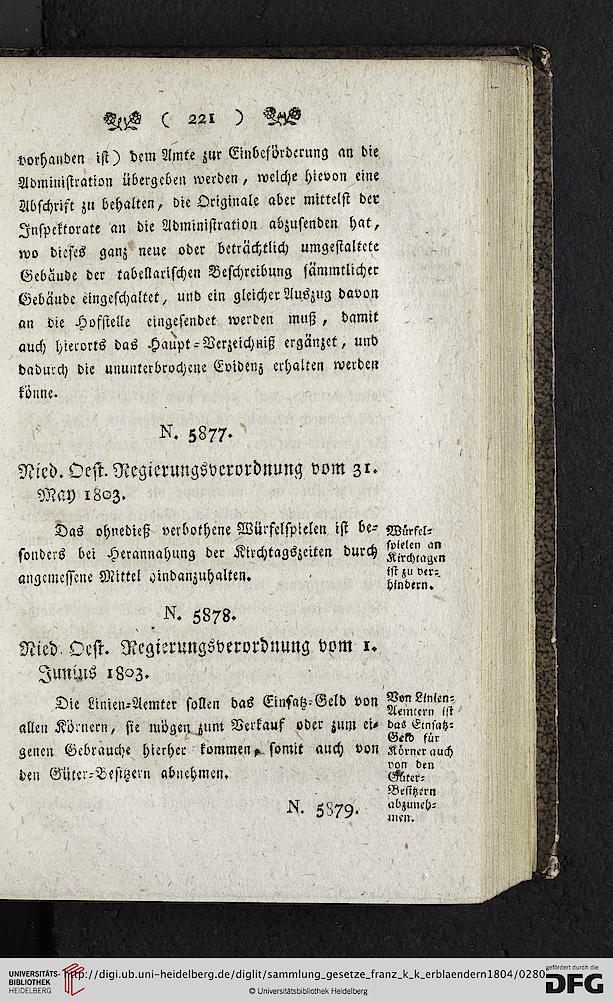 ( 221 )
vorhanden ist) dem Amte zur Einbeförderung an die
Administration übergeben werden, welche hievon eine
Abschrift zu behalten, die Originale aber mittelst der
Inspektorate an die Administration abzusenden hat,
wo dieses ganz neue oder beträchtlich umgestaltete
Gebäude der tabellarischen Beschreibung sämmtlicher
Gebäude eingeschaltet, und ein gleicher Auszug davon
an die Hofstelle eingesendet werden muß, damit
auch hierorts das Haupt-Verzeichniß ergänzet, und
dadurch die ununterbrochene Evidenz erhalten werden
könne.
N. 5877.
Nied. Oest. Regierungsverordnung vom 31.
May 1803.
Das ohnedieß verbothene Würfelspielen ist be-
sonders bei Herannahung der Kirchtagszeiten durch
angemessene Mittel hindanzuhalten.
Würfel-
spielen an
Kirchtagen
ist zu ver-
hindern.
N. 5878.
Nied. Oest. Regierungsverordnung vom 1.
Junius 1803.
Die Linien-Aemter sollen das Einsatz-Geld von
allen Körnern, sie mögen zum Verkauf oder zum ei-
genen Gebrauche hierher kommen, somit auch von
den Güter-Besitzern abnehmen.
Von Linien-
Aemtern ist
das Einsatz-
Geld für
Körner auch
von den
Güter-
Besitzern
abzuneh-
men.
N. 5879.
UNIVERSITÄTS-
BIBLIOTHEK
HEIDELBERG
http://digi.ub.uni-heidelberg.de/diglit/sammlung_gesetze_franz_k_k_erblaendern1804/0280
© Universitätsbibliothek Heidelberg
gefördert durch die
DFG